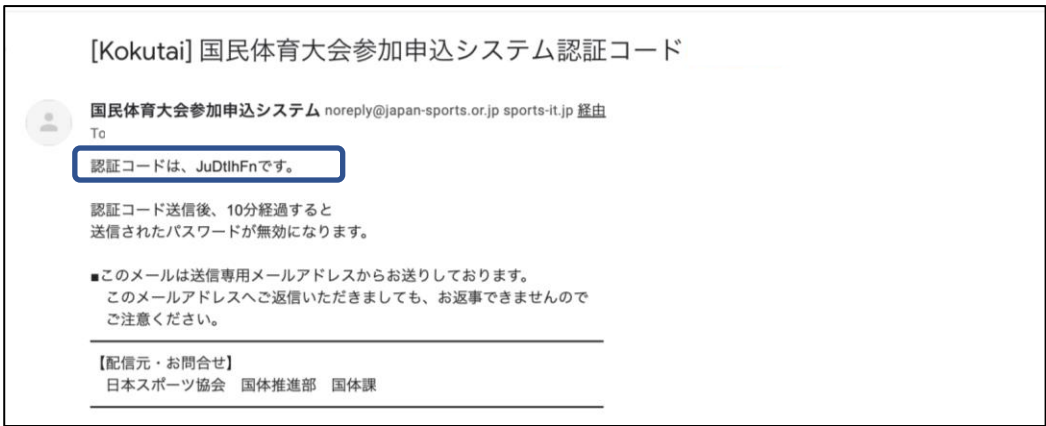 [Kokutai] 国民体育大会参加申込システム認証コード
国民体育大会参加申込システム noreply@japan-sports.or.jp sports-it.jp 経由
To
認証コードは、JuDtlhFnです。
認証コード送信後、10分経過すると
送信されたパスワードが無効になります。
■このメールは送信専用メールアドレスからお送りしております。
このメールアドレスへご返信いただきましても、お返事できませんので
ご注意ください。
【配信元・お問合せ】
日本スポーツ協会 国体推進部 国体課